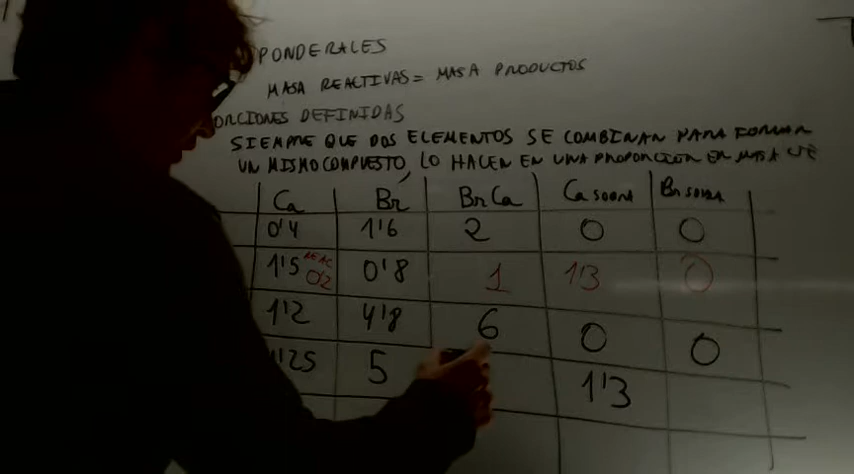 PONDERALES
MASA REACTIVAS = MASA PRODUCTOS
ORCIONES DEFINIDAS
SIEMPRE QUE DOS ELEMENTOS SE COMBINAN PARA FORMAR
UN MISMO COMPUESTO, LO HACEN EN UNA PROPORCION EN MASA
Ca Br BrCa Ca SOBRA Br SOBRA
0'4 1'6 2 0 0
1'5 REAC 0'2 0'8 1 1'3 0
1'2 4'8 6 0 0
1'25 5 1'3